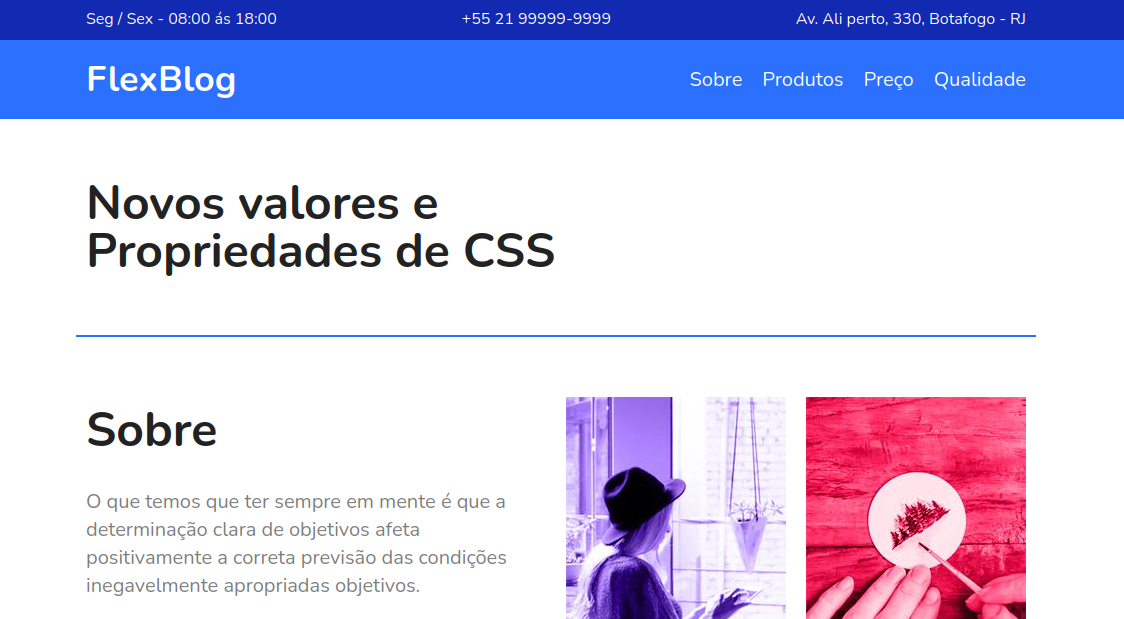 Seg / Sex - 08:00 ás 18:00
+55 21 99999-9999
Av. Ali perto, 330, Botafogo - RJ
FlexBlog
Sobre Produtos Preço Qualidade
Novos valores e
Propriedades de CSS
Sobre
O que temos que ter sempre em mente é que a
determinação clara de objetivos afeta
positivamente a correta previsão das condições
inegavelmente apropriadas objetivos.